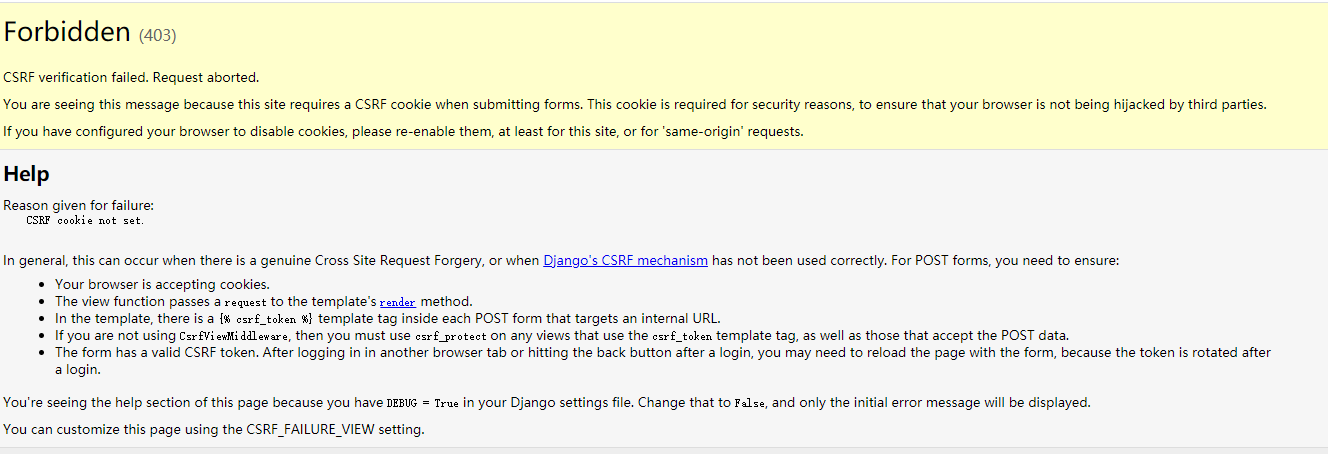 Forbidden (403)
CSRF verification failed. Request aborted.
You are seeing this message because this site requires a CSRF cookie when submitting forms. This cookie is required for security reasons, to ensure that your browser is not being hijacked by third parties.
If you have configured your browser to disable cookies, please re-enable them, at least for this site, or for 'same-origin' requests.
Help
Reason given for failure:
CSRF cookie not set.
In general, this can occur when there is a genuine Cross Site Request Forgery, or when Django's CSRF mechanism has not been used correctly. For POST forms, you need to ensure:
• Your browser is accepting cookies.
• The view function passes a request to the template's render method.
• In the template, there is a {% csrf_token %} template tag inside each POST form that targets an internal URL.
• If you are not using CsrfViewMiddleware, then you must use csrf_protect on any views that use the csrf_token template tag, as well as those that accept the POST data.
• The form has a valid CSRF token. After logging in in another browser tab or hitting the back button after a login, you may need to reload the page with the form, because the token is rotated after
a login.
You're seeing the help section of this page because you have DEBUG = True in your Django settings file. Change that to False, and only the initial error message will be displayed.
You can customize this page using the CSRF_FAILURE_VIEW setting.